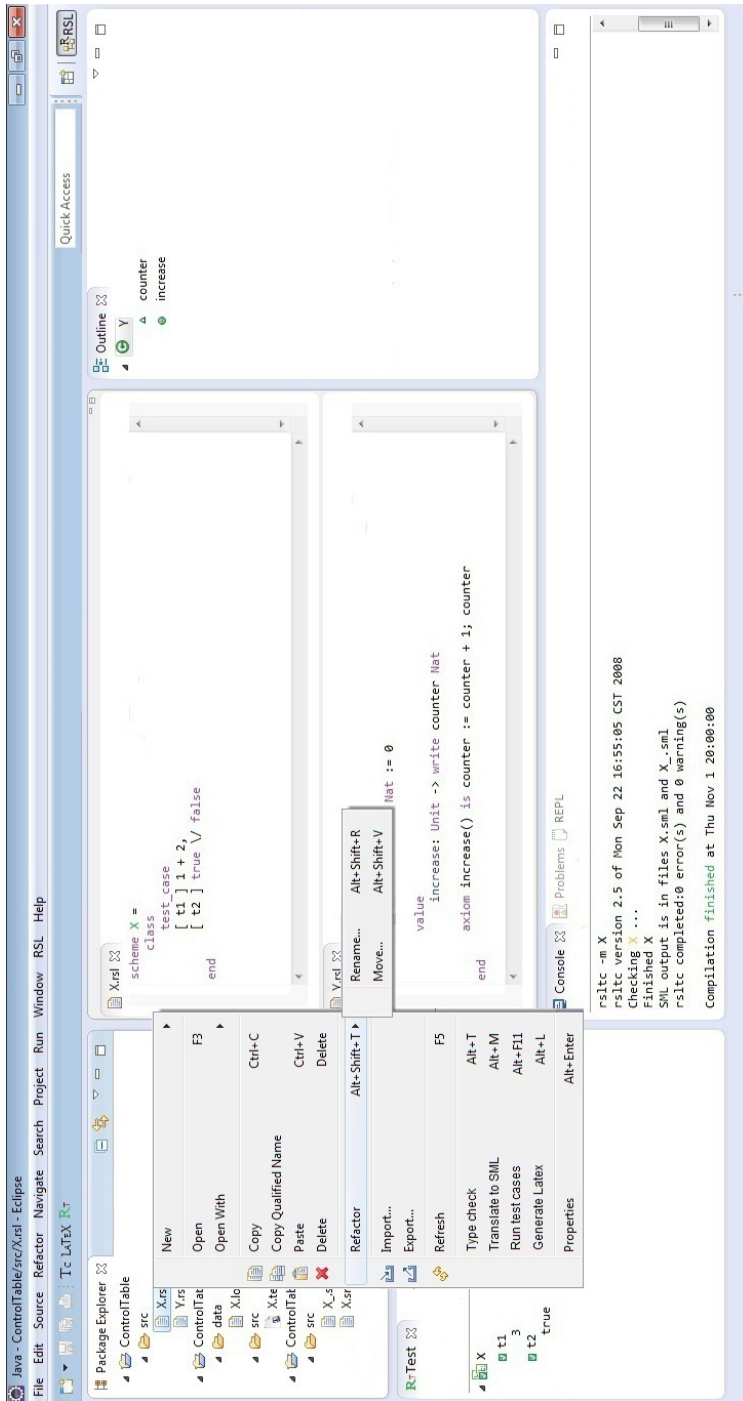 Java - ControlTable/src/X.rsl - Eclipse
File Edit Source Refactor Navigate Search Project Run Window RSL Help
Tc LATEX RT
Quick Access
RSL
Package Explorer
ControlTable
src
X.rs
Y.rs
ControlTat
data
X.lo
src
X.te
ControlTat
src
X_.s
X.sr
New
Open F3
Open With
Copy Ctrl+C
Copy Qualified Name
Paste Ctrl+V
Delete Delete
Refactor Alt+Shift+T
Import...
Export...
Refresh F5
Type check Alt+T
Translate to SML Alt+M
Run test cases Alt+F11
Generate Latex Alt+L
Properties Alt+Enter
Rename... Alt+Shift+R
Move... Alt+Shift+V
RT Test
X
t1
3
t2
true
X.rsl
scheme X =
class
test_case
[ t1 ] 1 + 2,
[ t2 ] true \/ false
end
Y.rsl
Nat := 0
value
increase: Unit -> write counter Nat
axiom increase() is counter := counter + 1; counter
end
Outline
Y
counter
increase
Console Problems REPL
rsltc -m X
rsltc version 2.5 of Mon Sep 22 16:55:05 CST 2008
Checking X ...
Finished X
SML output is in files X.sml and X_.sml
rsltc completed:0 error(s) and 0 warning(s)
Compilation finished at Thu Nov 1 20:00:00